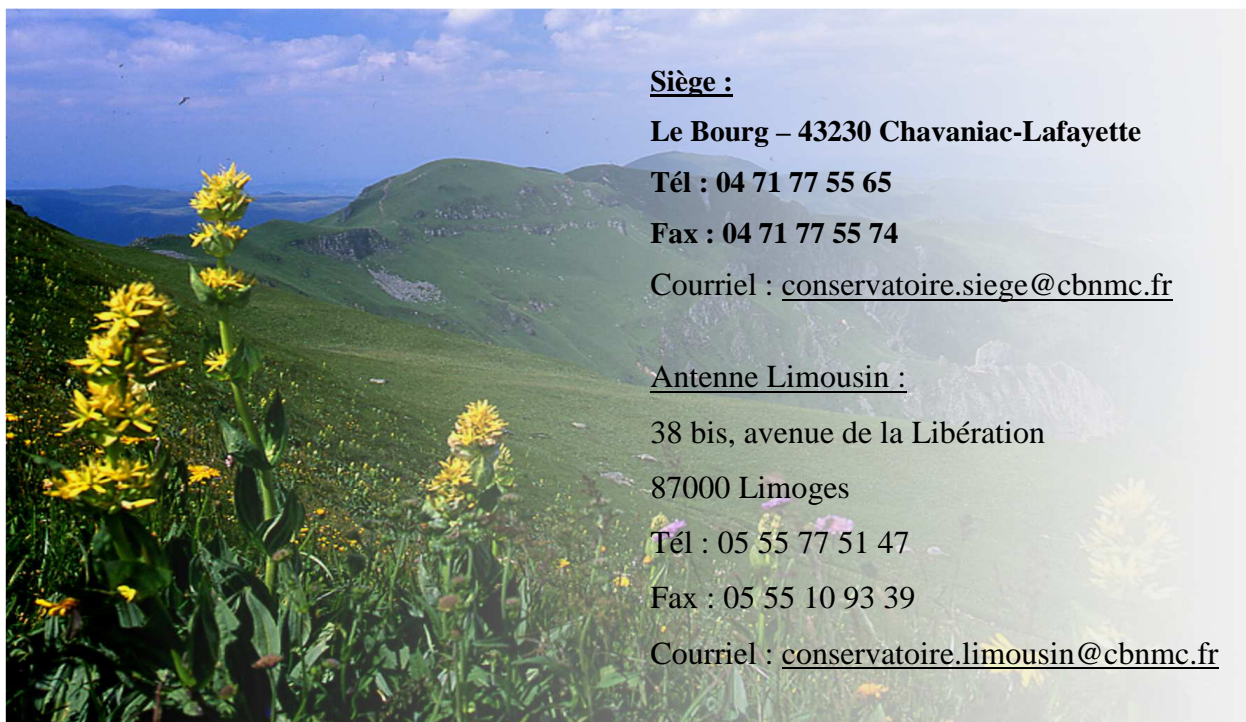 Siège :
Le Bourg – 43230 Chavaniac-Lafayette
Tél : 04 71 77 55 65
Fax : 04 71 77 55 74
Courriel : conservatoire.siege@cbnmc.fr
Antenne Limousin :
38 bis, avenue de la Libération
87000 Limoges
Tél : 05 55 77 51 47
Fax : 05 55 10 93 39
Courriel : conservatoire.limousin@cbnmc.fr